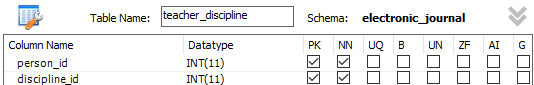 Table Name: teacher_discipline Schema: electronic_journal
Column Name Datatype PK NN UQ B UN ZF AI G
person_id INT(11)
discipline_id INT(11)